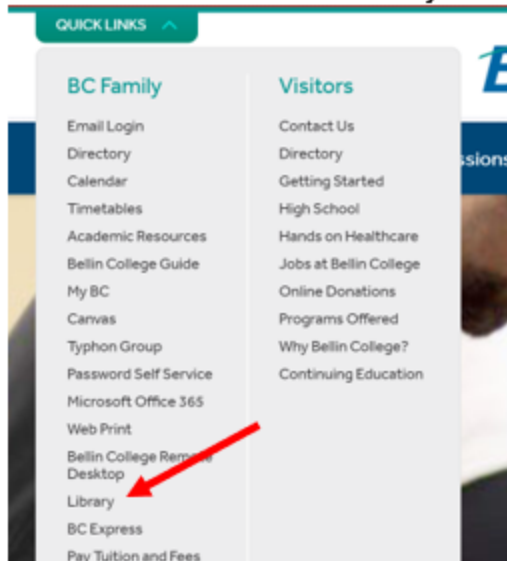 QUICK LINKS
BC Family
Email Login
Directory
Calendar
Timetables
Academic Resources
Bellin College Guide
My BC
Canvas
Typhon Group
Password Self Service
Microsoft Office 365
Web Print
Bellin College Remote
Desktop
Library
BC Express
Pay Tuition and Fees
Visitors
Contact Us
Directory
Getting Started
High School
Hands on Healthcare
Jobs at Bellin College
Online Donations
Programs Offered
Why Bellin College?
Continuing Education